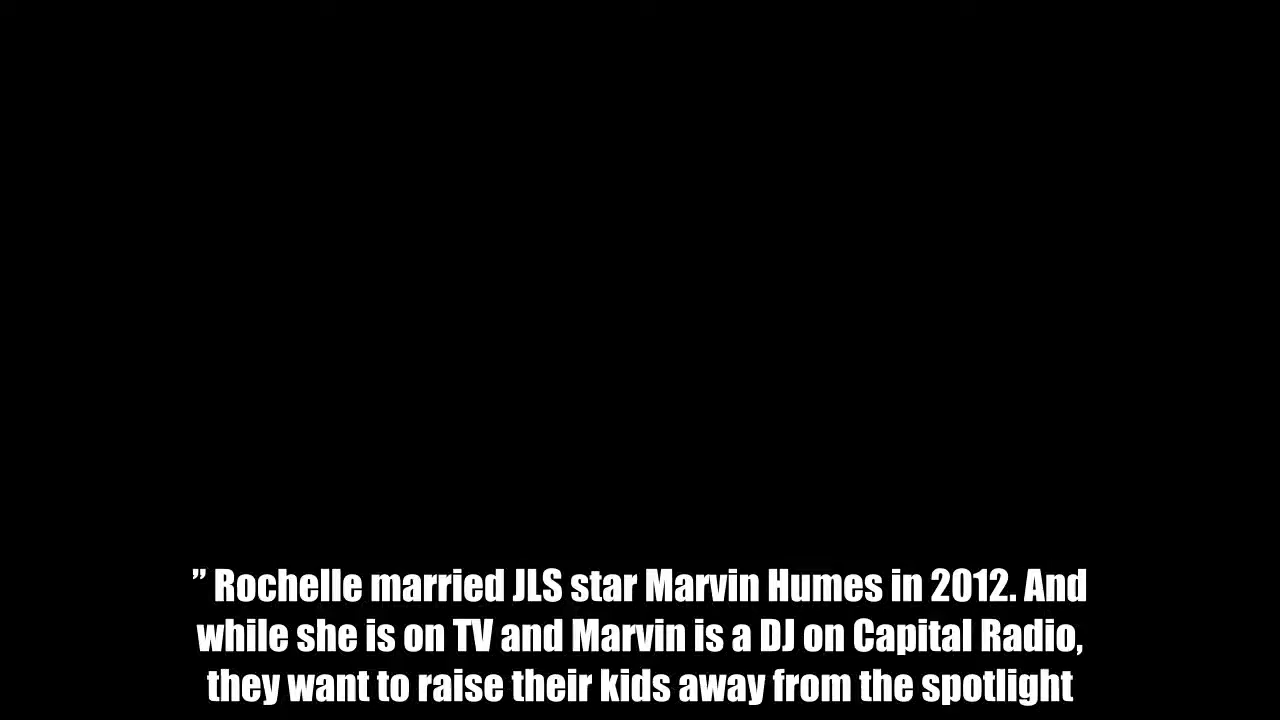 ” Rochelle married JLS star Marvin Humes in 2012. And
while she is on TV and Marvin is a DJ on Capital Radio,
they want to raise their kids away from the spotlight